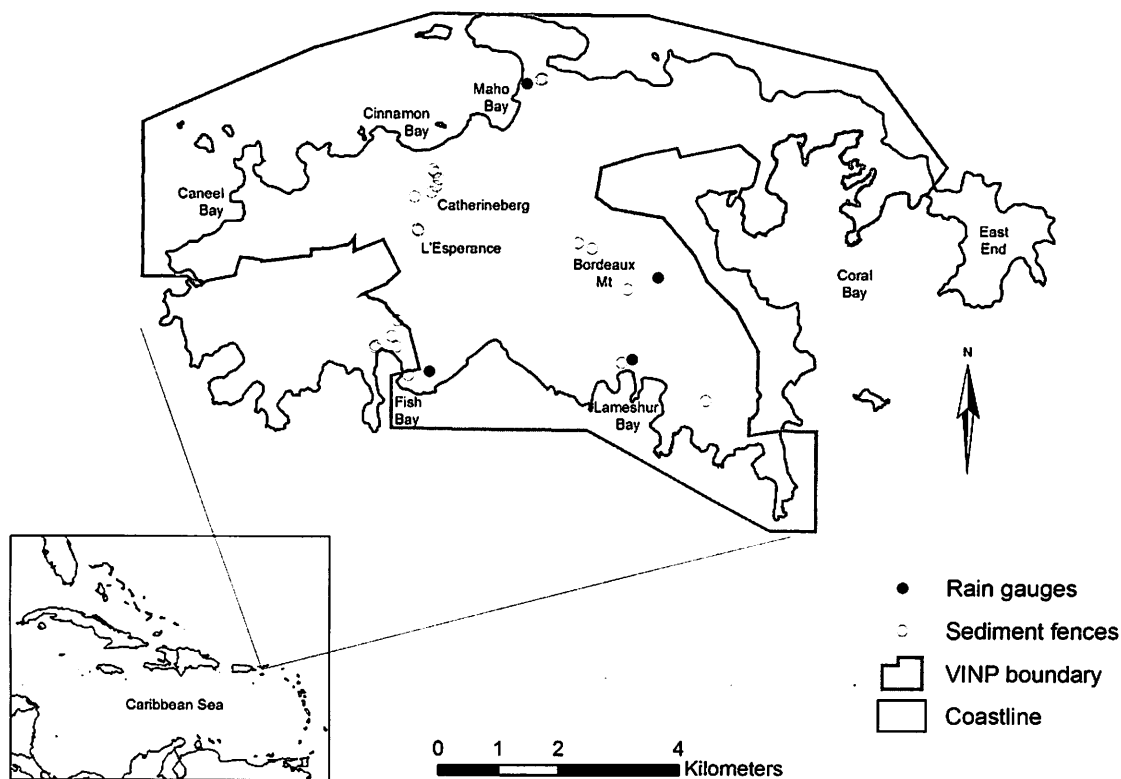 Maho
Bay
Cinnamon
Bay
Caneel
Bay
Catherineberg
L'Esperance
East
End
Bordeaux
Mt
Coral
Bay
N
Fish
Bay
Lameshur
Bay
Caribbean Sea
Rain gauges
Sediment fences
VINP boundary
Coastline
0 1 2 4
Kilometers